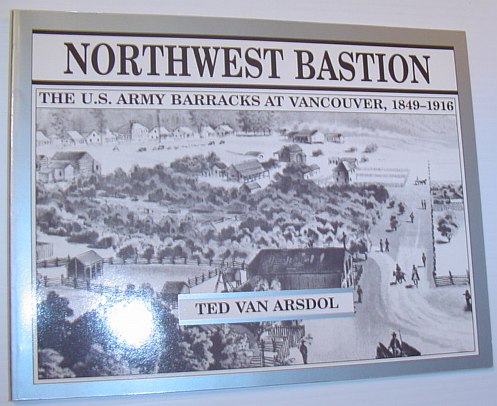 NORTHWEST BASTION
THE U.S. ARMY BARRACKS AT VANCOUVER, 1849–1916
TED VAN ARSDOL